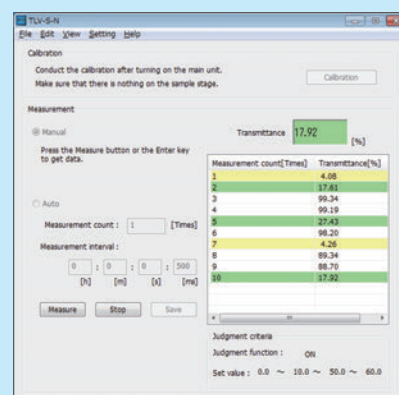 TLV-S-N
File Edit View Setting Help
Calibration
Conduct the calibration after turning on the main unit.
Make sure that there is nothing on the sample stage.
Calibration
Measurement
Manual
Press the Measure button or the Enter key
to get data.
Auto
Measurement count : 1 [Times]
Measurement interval :
0 : 0 : 0 : 500
[h] [m] [s] [ms]
Measure Stop Save
Transmittance 17.92 [%]
Measurement count[Times] Transmittance[%]
1 4.08
2 17.61
3 99.34
4 99.19
5 27.43
6 98.20
7 4.26
8 89.34
9 88.70
10 17.92
Judgment criteria
Judgment function : ON
Set value : 0.0 ~ 10.0 ~ 50.0 ~ 60.0